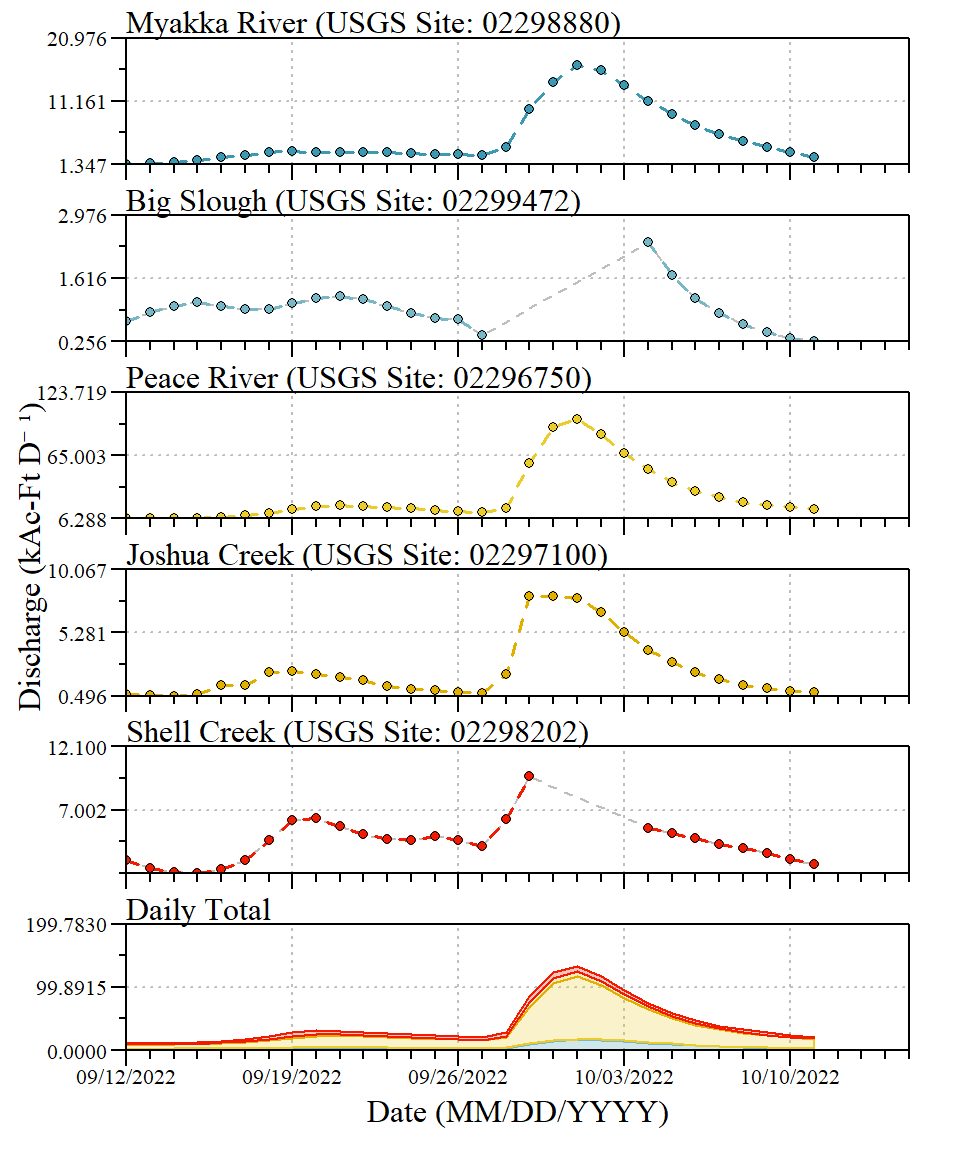 Myakka River (USGS Site: 02298880)
20.976
11.161
1.347
Big Slough (USGS Site: 02299472)
2.976
1.616
0.256
Peace River (USGS Site: 02296750)
123.719
65.003
6.288
Discharge (kAc-Ft D⁻¹)
Joshua Creek (USGS Site: 02297100)
10.067
5.281
0.496
Shell Creek (USGS Site: 02298202)
12.100
7.002
Daily Total
199.7830
99.8915
0.0000
09/12/2022 09/19/2022 09/26/2022 10/03/2022 10/10/2022
Date (MM/DD/YYYY)